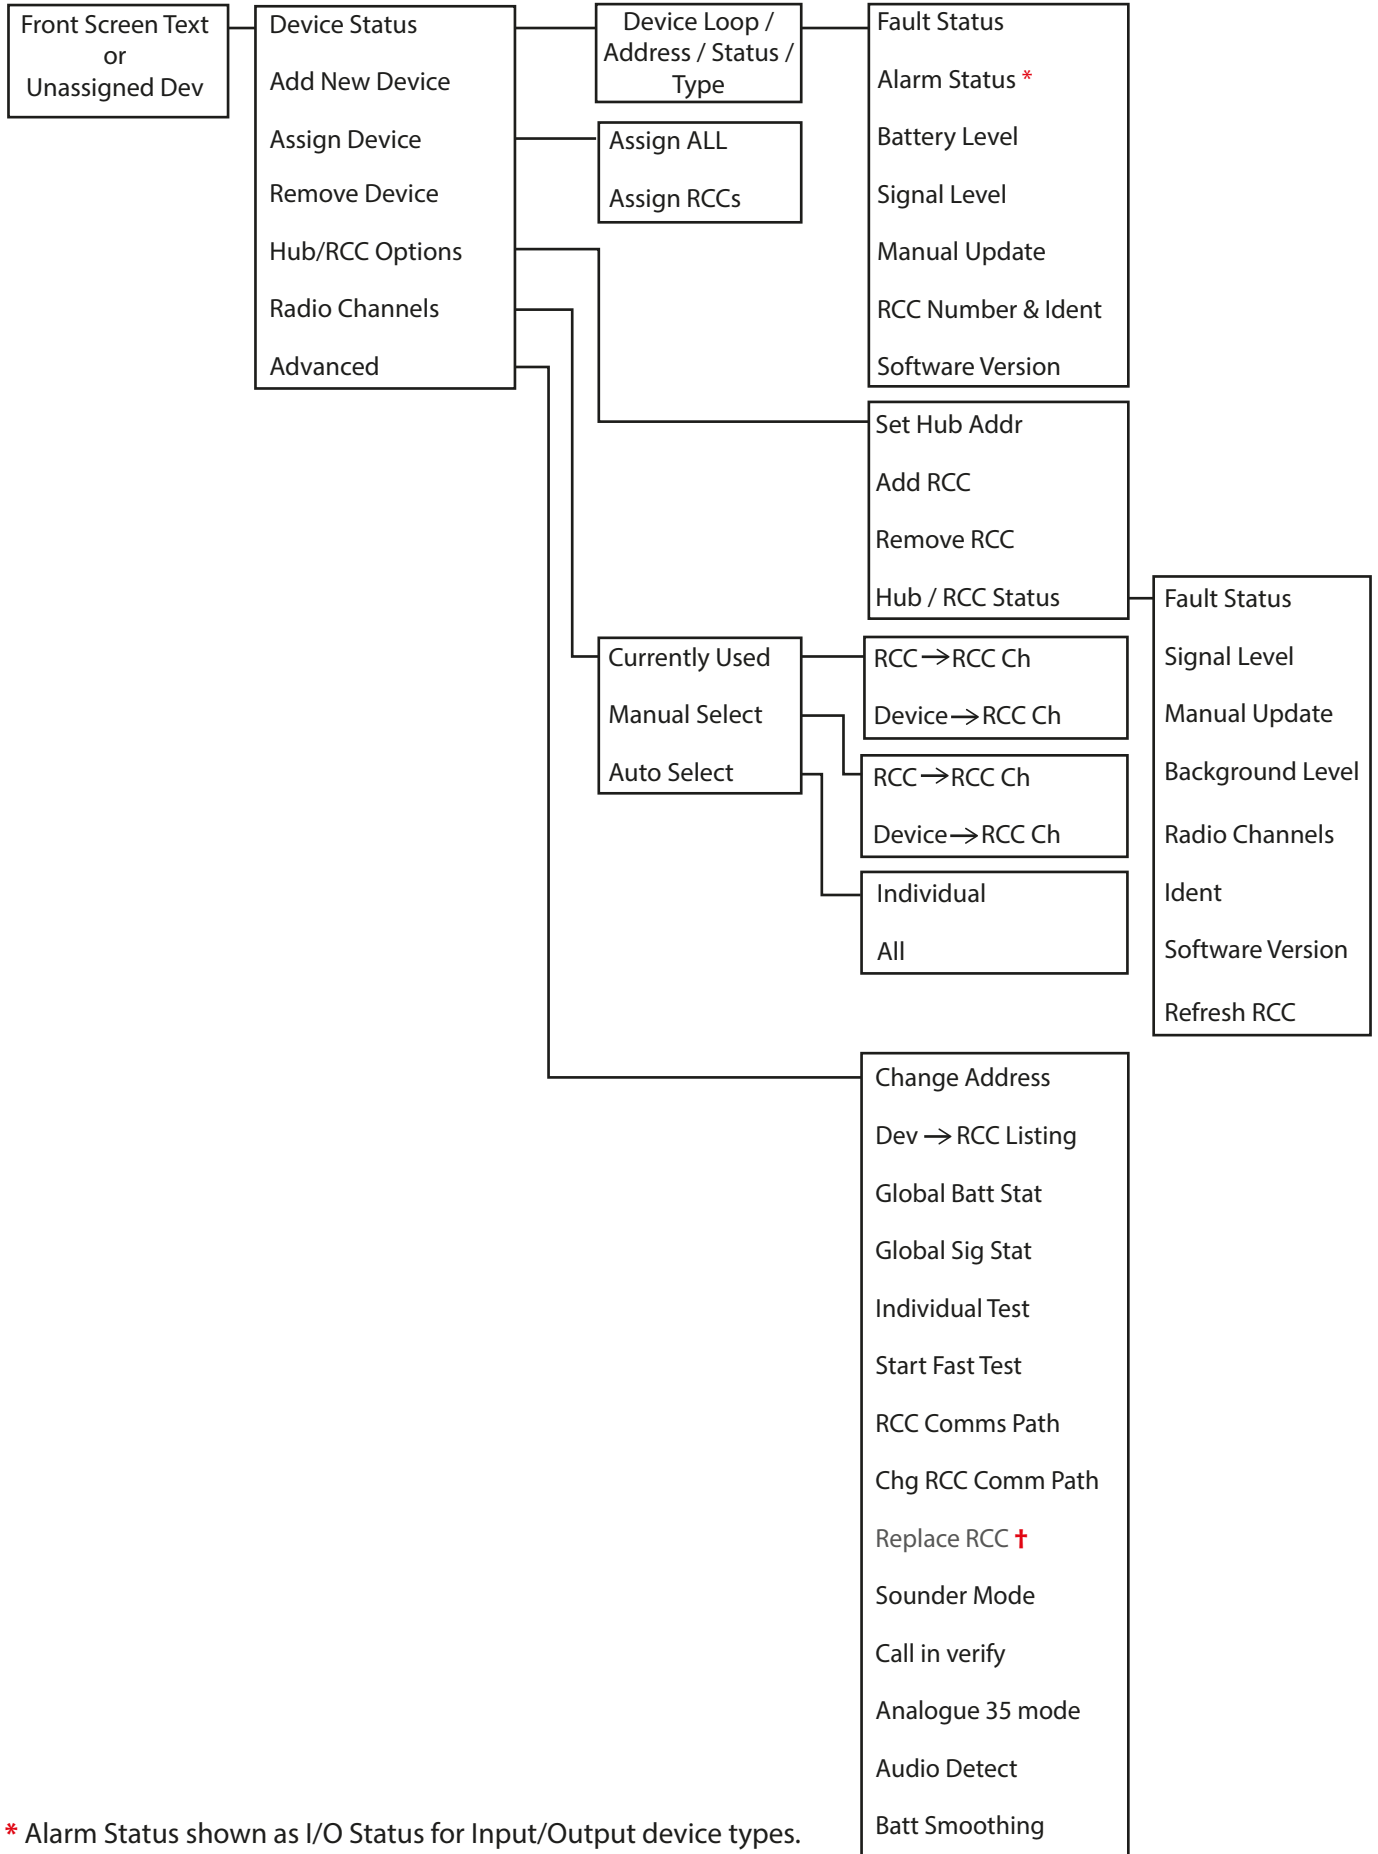 Front Screen Text
or
Unassigned Dev
Device Status
Add New Device
Assign Device
Remove Device
Hub/RCC Options
Radio Channels
Advanced
Device Loop /
Address / Status /
Type
Assign ALL
Assign RCCs
Fault Status
Alarm Status *
Battery Level
Signal Level
Manual Update
RCC Number & Ident
Software Version
Set Hub Addr
Add RCC
Remove RCC
Hub / RCC Status
Fault Status
Signal Level
Manual Update
Background Level
Radio Channels
Ident
Software Version
Refresh RCC
Currently Used
Manual Select
Auto Select
RCC → RCC Ch
Device → RCC Ch
RCC → RCC Ch
Device → RCC Ch
Individual
All
Change Address
Dev → RCC Listing
Global Batt Stat
Global Sig Stat
Individual Test
Start Fast Test
RCC Comms Path
Chg RCC Comm Path
Replace RCC †
Sounder Mode
Call in verify
Analogue 35 mode
Audio Detect
Batt Smoothing
* Alarm Status shown as I/O Status for Input/Output device types.